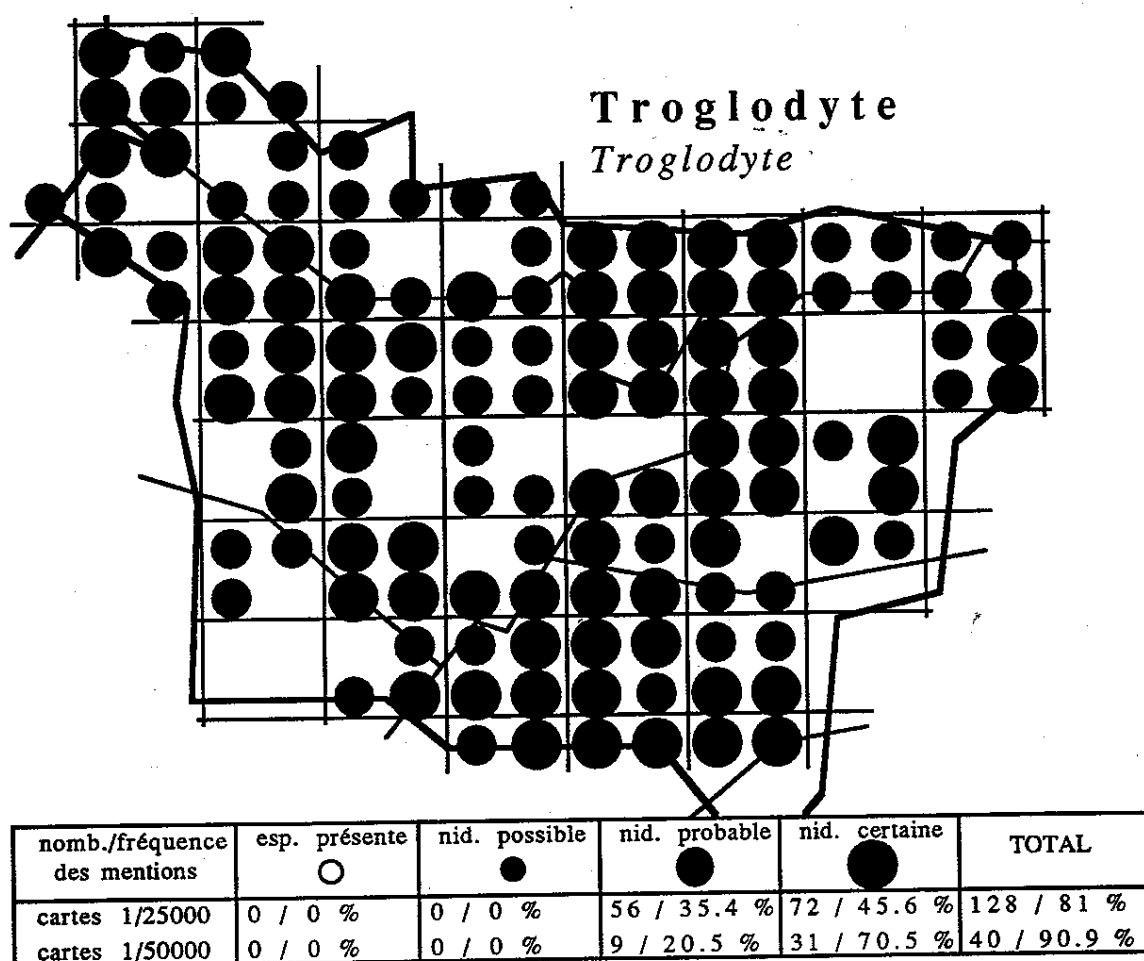 Troglodyte
Troglodyte
nomb./fréquence des mentions esp. présente nid. possible nid. probable nid. certaine TOTAL
cartes 1/25000 0 / 0 % 0 / 0 % 56 / 35.4 % 72 / 45.6 % 128 / 81 %
cartes 1/50000 0 / 0 % 0 / 0 % 9 / 20.5 % 31 / 70.5 % 40 / 90.9 %